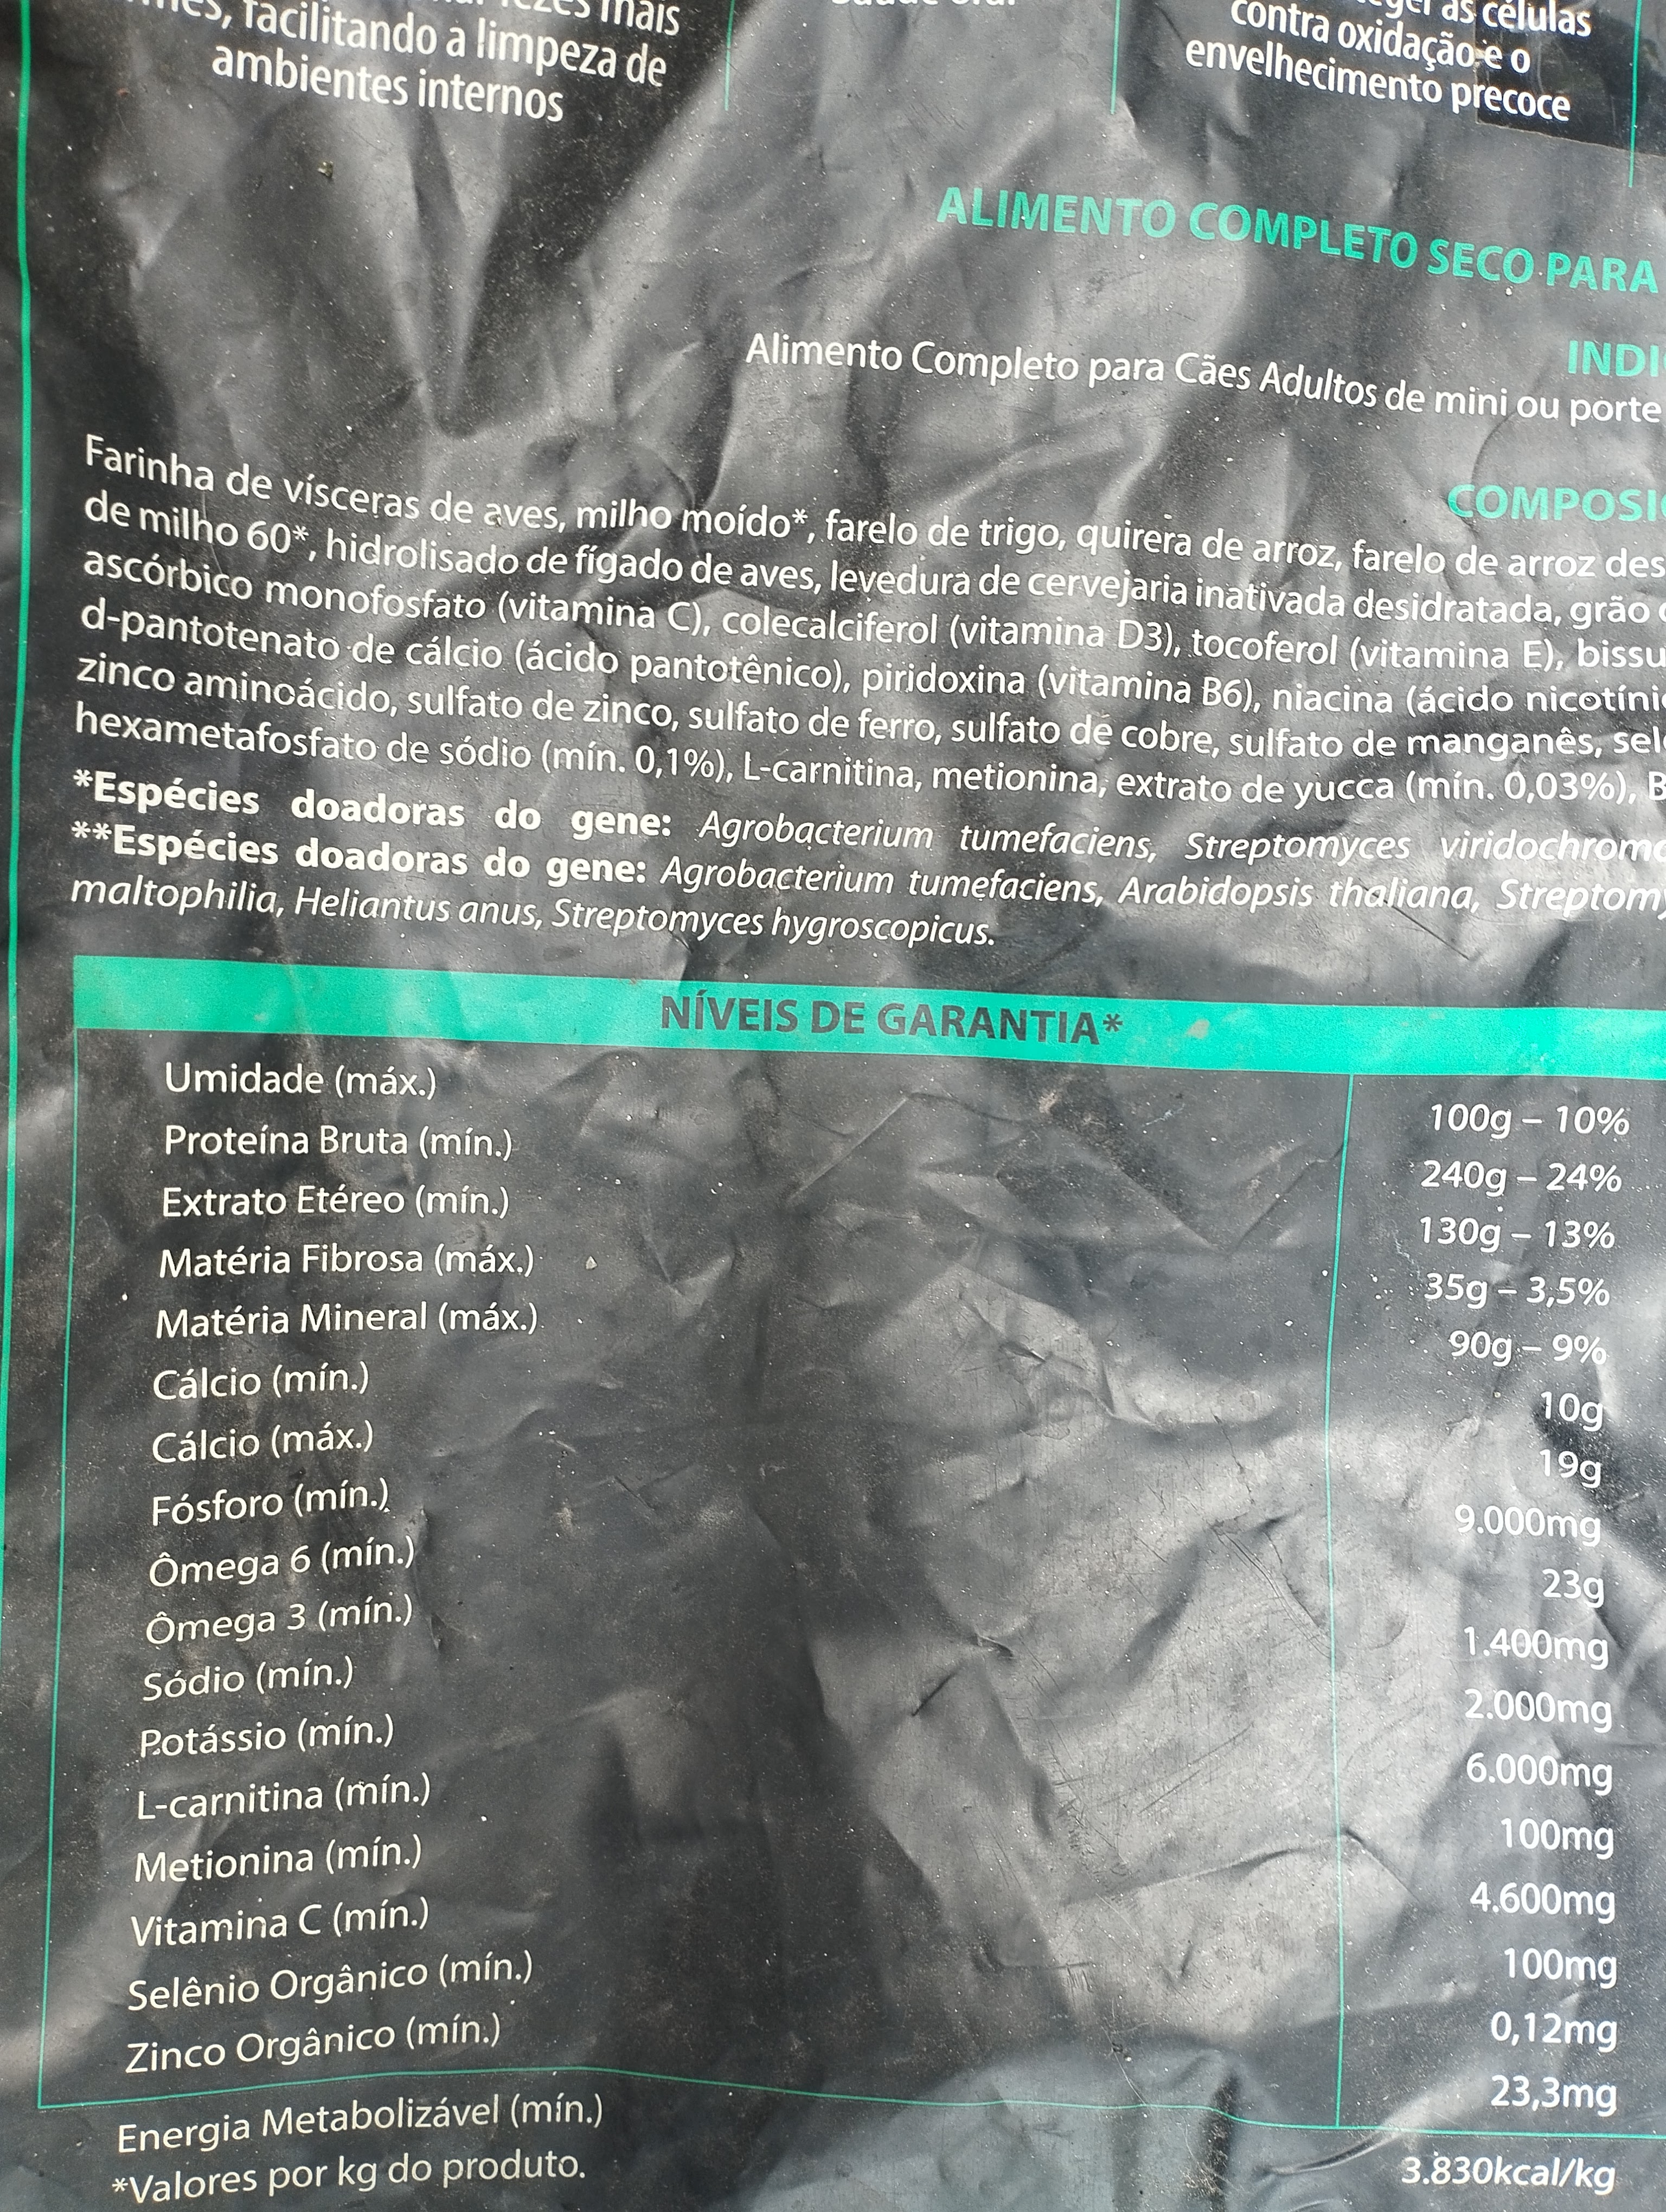 mais
facilitando a limpeza de
ambientes internos
as células
contra oxidação e o
envelhecimento precoce
ALIMENTO COMPLETO SECO PARA
INDI
Alimento Completo para Cães Adultos de mini ou porte
COMPOSI
Farinha de vísceras de aves, milho moído*, farelo de trigo, quirera de arroz, farelo de arroz des
de milho 60*, hidrolisado de fígado de aves, levedura de cervejaria inativada desidratada, grão
ascórbico monofosfato (vitamina C), colecalciferol (vitamina D3), tocoferol (vitamina E), bissu
d-pantotenato de cálcio (ácido pantotênico), piridoxina (vitamina B6), niacina (ácido nicotíni
zinco aminoácido, sulfato de zinco, sulfato de ferro, sulfato de cobre, sulfato de manganês, sel
hexametafosfato de sódio (mín. 0,1%), L-carnitina, metionina, extrato de yucca (mín. 0,03%), B
*Espécies doadoras do gene: Agrobacterium tumefaciens, Streptomyces viridochromo
**Espécies doadoras do gene: Agrobacterium tumefaciens, Arabidopsis thaliana, Streptomy
maltophilia, Heliantus anus, Streptomyces hygroscopicus.
NÍVEIS DE GARANTIA*
Umidade (máx.) 100g – 10%
Proteína Bruta (mín.) 240g – 24%
Extrato Etéreo (mín.) 130g – 13%
Matéria Fibrosa (máx.) 35g – 3,5%
Matéria Mineral (máx.) 90g – 9%
Cálcio (mín.) 10g
Cálcio (máx.) 19g
Fósforo (mín.) 9.000mg
Ômega 6 (mín.) 23g
Ômega 3 (mín.) 1.400mg
Sódio (mín.) 2.000mg
Potássio (mín.) 6.000mg
L-carnitina (mín.) 100mg
Metionina (mín.) 4.600mg
Vitamina C (mín.) 100mg
Selênio Orgânico (mín.) 0,12mg
Zinco Orgânico (mín.) 23,3mg
Energia Metabolizável (mín.) 3.830kcal/kg
*Valores por kg do produto.